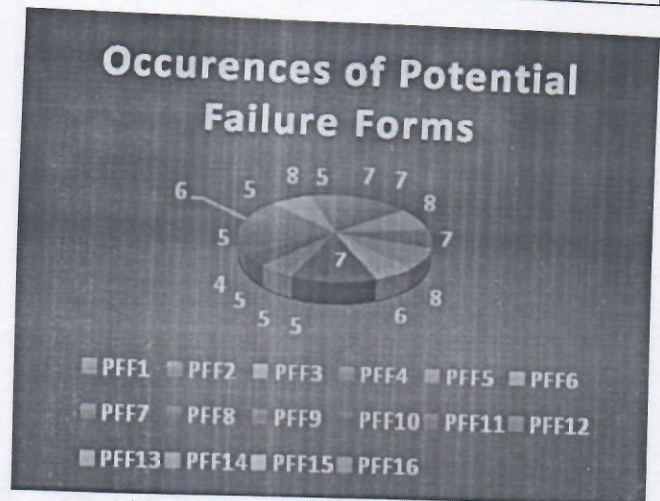 Occurences of Potential
Failure Forms
8 5 7 7
6 5 8
5 7 7
4 5 8
5 5 6
PFF1 PFF2 PFF3 PFF4 PFF5 PFF6
PFF7 PFF8 PFF9 PFF10 PFF11 PFF12
PFF13 PFF14 PFF15 PFF16